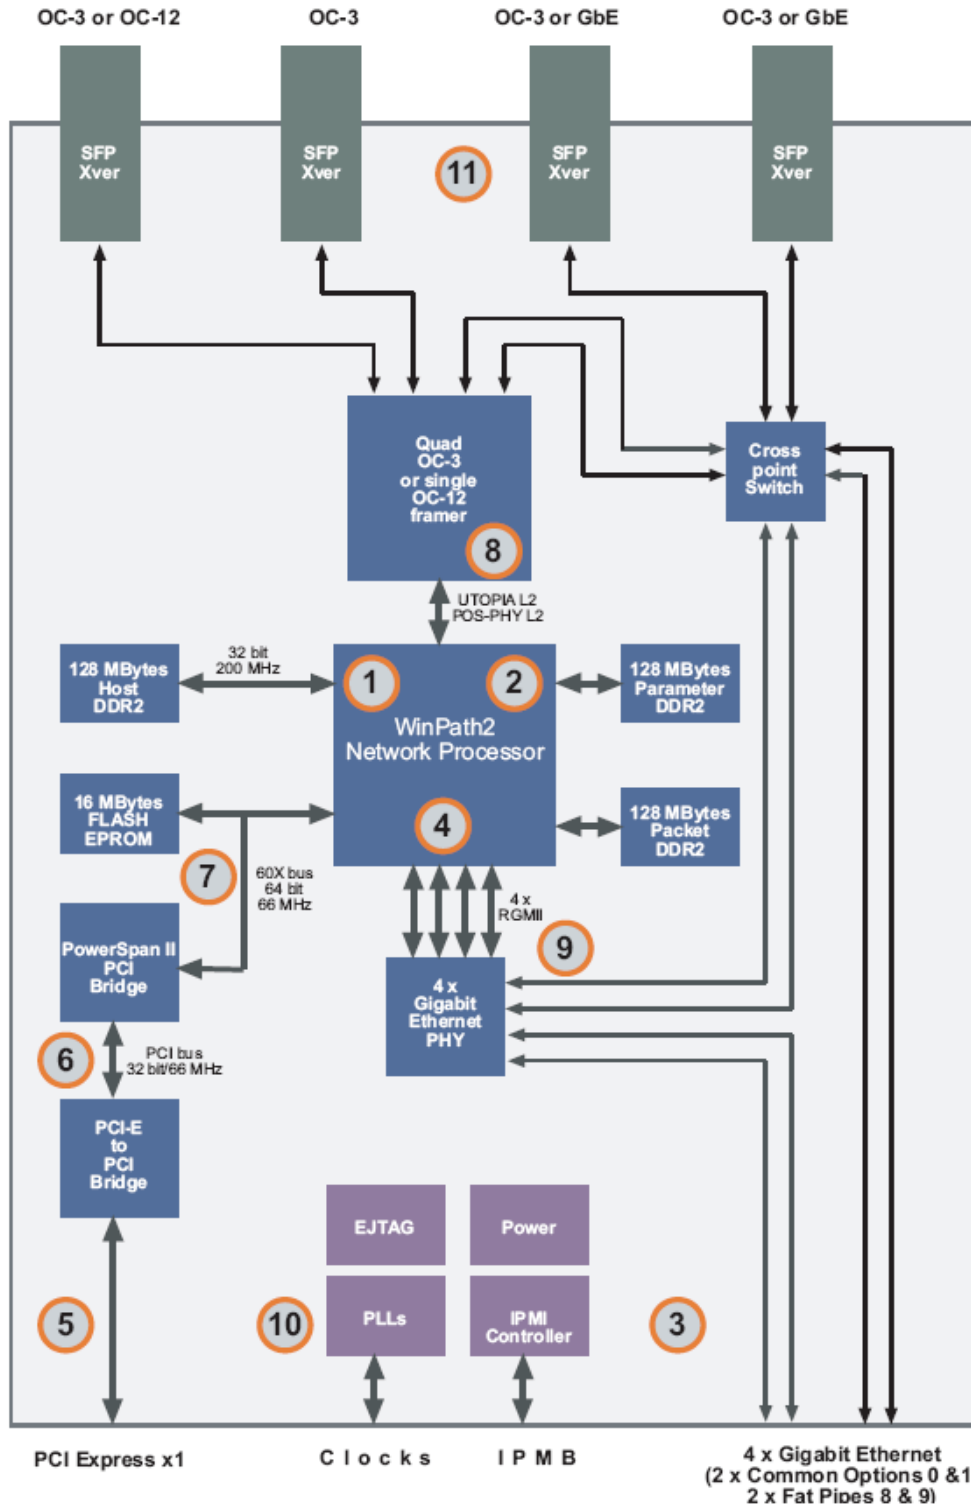 OC-3 or OC-12
OC-3
OC-3 or GbE
OC-3 or GbE
SFP
Xver
SFP
Xver
11
SFP
Xver
SFP
Xver
Quad
OC-3
or single
OC-12
framer
8
Cross
point
Switch
UTOPIA L2
POS-PHY L2
128 MBytes
Host
DDR2
32 bit
200 MHz
1
2
WinPath2
Network Processor
4
128 MBytes
Parameter
DDR2
16 MBytes
FLASH
EPROM
128 MBytes
Packet
DDR2
7
60X bus
64 bit
66 MHz
4 x
RGMII
9
PowerSpan II
PCI
Bridge
4 x
Gigabit
Ethernet
PHY
6
PCI bus
32 bit/66 MHz
PCI-E
to
PCI
Bridge
EJTAG
Power
5
10
PLLs
IPMI
Controller
3
PCI Express x1
Clocks
IPMB
4 x Gigabit Ethernet
(2 x Common Options 0 &1
2 x Fat Pipes 8 & 9)